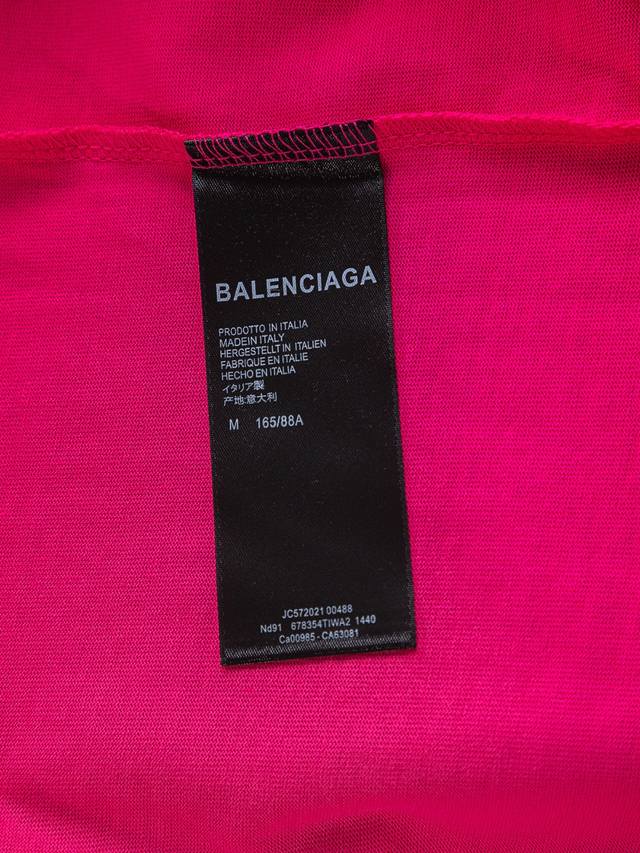 BALENCIAGA
PRODOTTO IN ITALIA
MADEIN ITALY
HERGESTELLT IN ITALIEN
FABRIQUE EN ITALIE
HECHO EN ITALIA
イタリア製
产地:意大利
M 165/88A
JC572021 00488
Nd91 678354TIWA2 1440
Ca00985-CA63081